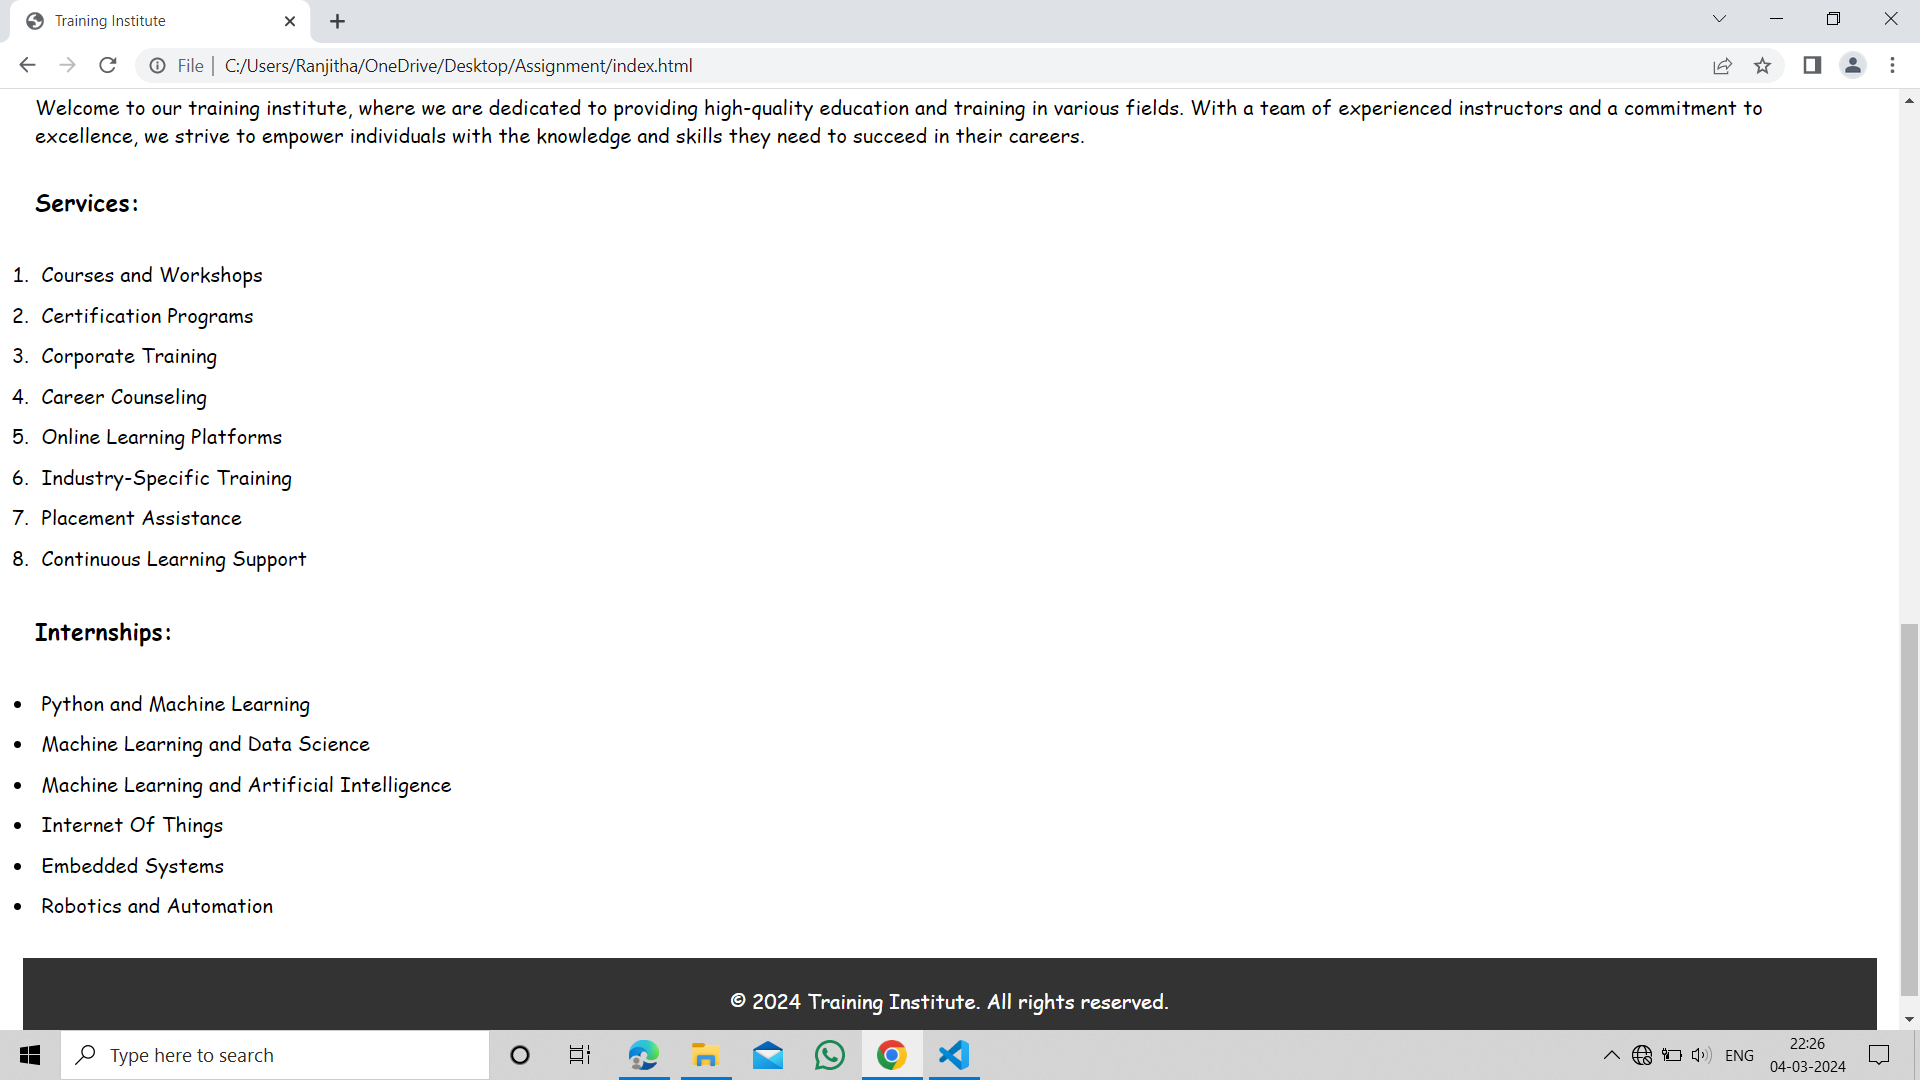 Training Institute
File | C:/Users/Ranjitha/OneDrive/Desktop/Assignment/index.html
Welcome to our training institute, where we are dedicated to providing high-quality education and training in various fields. With a team of experienced instructors and a commitment to
excellence, we strive to empower individuals with the knowledge and skills they need to succeed in their careers.
Services:
1. Courses and Workshops
2. Certification Programs
3. Corporate Training
4. Career Counseling
5. Online Learning Platforms
6. Industry-Specific Training
7. Placement Assistance
8. Continuous Learning Support
Internships:
• Python and Machine Learning
• Machine Learning and Data Science
• Machine Learning and Artificial Intelligence
• Internet Of Things
• Embedded Systems
• Robotics and Automation
© 2024 Training Institute. All rights reserved.
Type here to search
ENG
22:26
04-03-2024